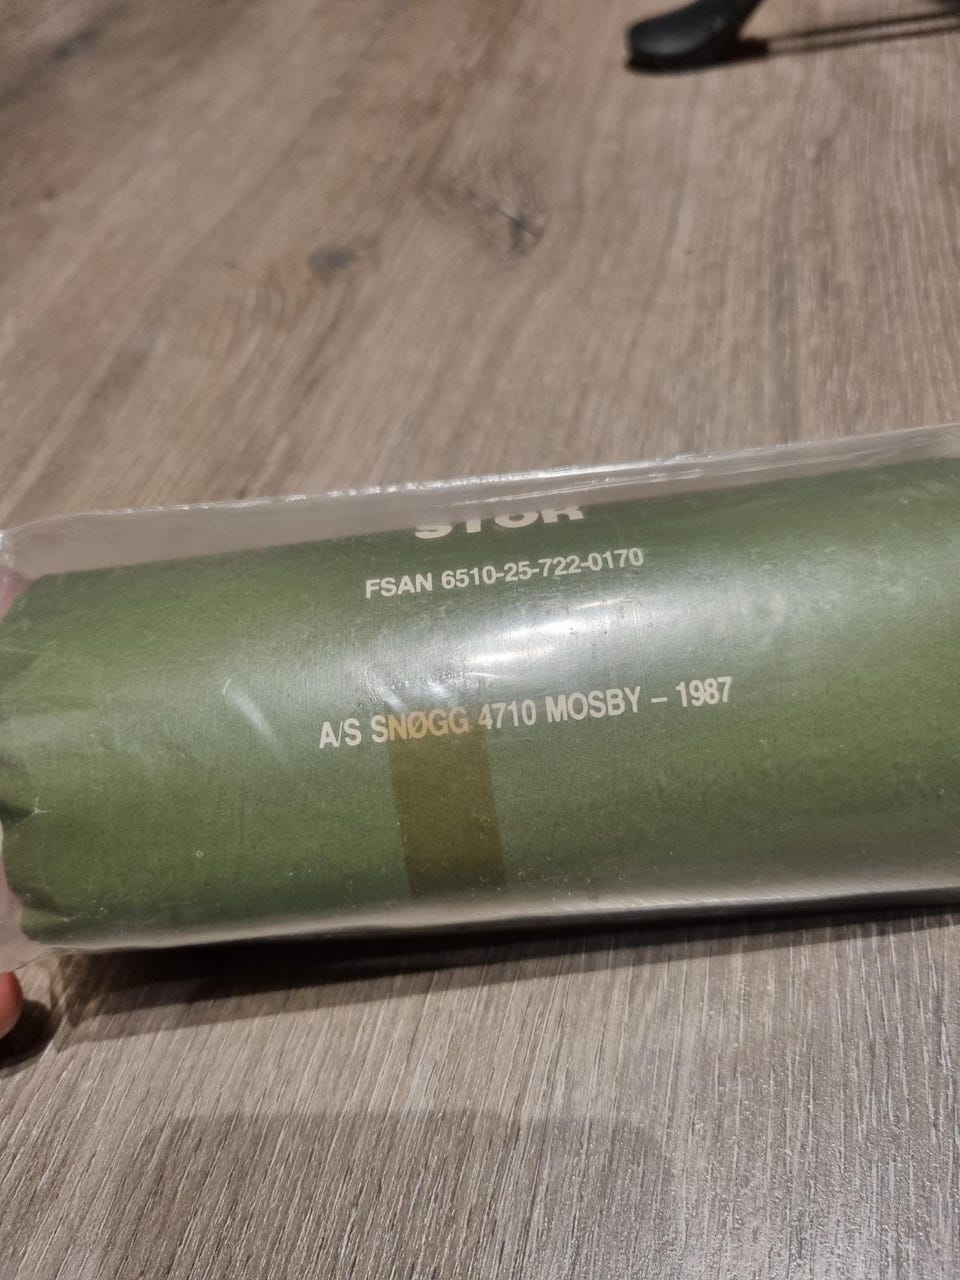 STOR
FSAN 6510-25-722-0170
A/S SNØGG 4710 MOSBY – 1987